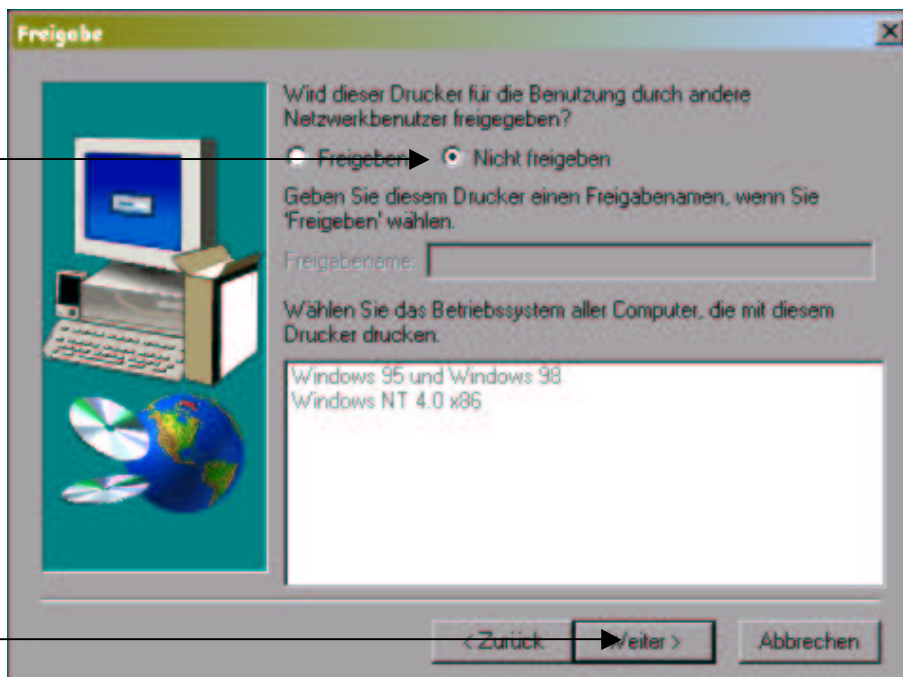 Freigabe
Wird dieser Drucker für die Benutzung durch andere
Netzwerkbenutzer freigegeben?
Freigeben Nicht freigeben
Geben Sie diesem Drucker einen Freigabenamen, wenn Sie
'Freigeben' wählen.
Freigabename:
Wählen Sie das Betriebssystem aller Computer, die mit diesem
Drucker drucken.
Windows 95 und Windows 98
Windows NT 4.0 x86
< Zurück Weiter > Abbrechen